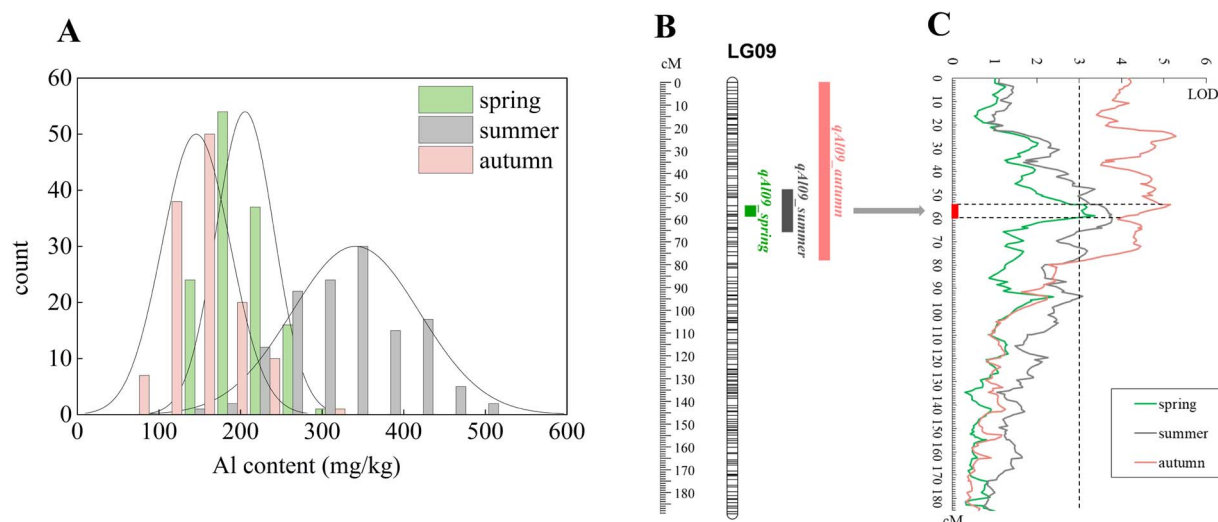 A
count
60
50
40
30
20
10
0
0 100 200 300 400 500 600
Al content (mg/kg)
spring
summer
autumn
B
LG09
cM
0
10
20
30
40
50
60
70
80
90
100
110
120
130
140
150
160
170
180
qAl09_spring
qAl09_summer
qAl09_autumn
C
0 1 2 3 4 5 6
LOD
0
10
20
30
40
50
60
70
80
90
100
110
120
130
140
150
160
170
180
cM
spring
summer
autumn